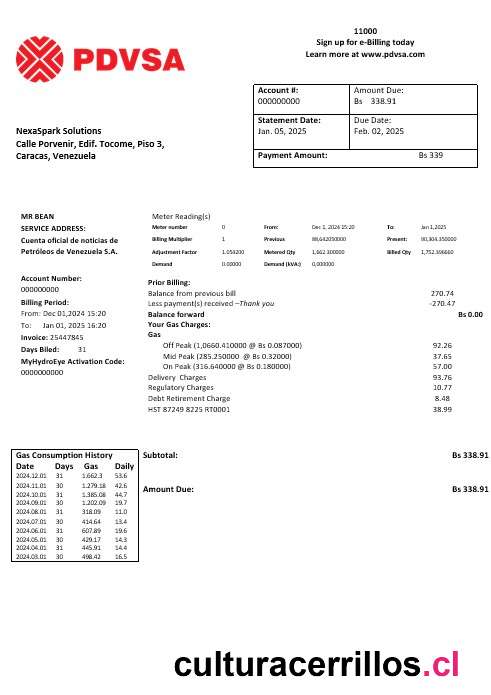 11000
Sign up for e-Billing today
Learn more at www.pdvsa.com
PDVSA
Account #:
000000000
Amount Due:
Bs 338.91
Statement Date:
Jan. 05, 2025
Due Date:
Feb. 02, 2025
Payment Amount: Bs 339
NexaSpark Solutions
Calle Porvenir, Edif. Tocome, Piso 3,
Caracas, Venezuela
MR BEAN
SERVICE ADDRESS:
Cuenta oficial de noticias de
Petróleos de Venezuela S.A.
Account Number:
000000000
Billing Period:
From: Dec 01,2024 15:20
To: Jan 01, 2025 16:20
Invoice: 25447845
Days Biled: 31
MyHydroEye Activation Code:
0000000000
Meter Reading(s)
Meter number 0 From: Dec 1, 2024 15:20 To: Jan 1,2025
Billing Multiplier 1 Previous 88,642050000 Present: 90,304.350000
Adjustment Factor 1.054200 Metered Qty 1,662.300000 Billed Qty 1,752.396660
Demand 0.00000 Demand (kVA:) 0,000000
Prior Billing:
Balance from previous bill 270.74
Less payment(s) received –Thank you -270.47
Balance forward Bs 0.00
Your Gas Charges:
Gas
Off Peak (1,0660.410000 @ Bs 0.087000) 92.26
Mid Peak (285.250000 @ Bs 0.32000) 37.65
On Peak (316.640000 @ Bs 0.180000) 57.00
Delivery Charges 93.76
Regulatory Charges 10.77
Debt Retirement Charge 8.48
HST 87249 8225 RT0001 38.99
Gas Consumption History
Date Days Gas Daily
2024.12.01 31 1,662.3 53.6
2024.11.01 30 1,279.18 42.6
2024.10.01 31 1,385.08 44.7
2024.09.01 30 1,202.09 19.7
2024.08.01 31 318.09 11.0
2024.07.01 30 414.64 13.4
2024.06.01 31 607.89 19.6
2024.05.01 30 429.17 14.3
2024.04.01 31 445.91 14.4
2024.03.01 30 498.42 16.5
Subtotal: Bs 338.91
Amount Due: Bs 338.91
culturacerrillos.cl